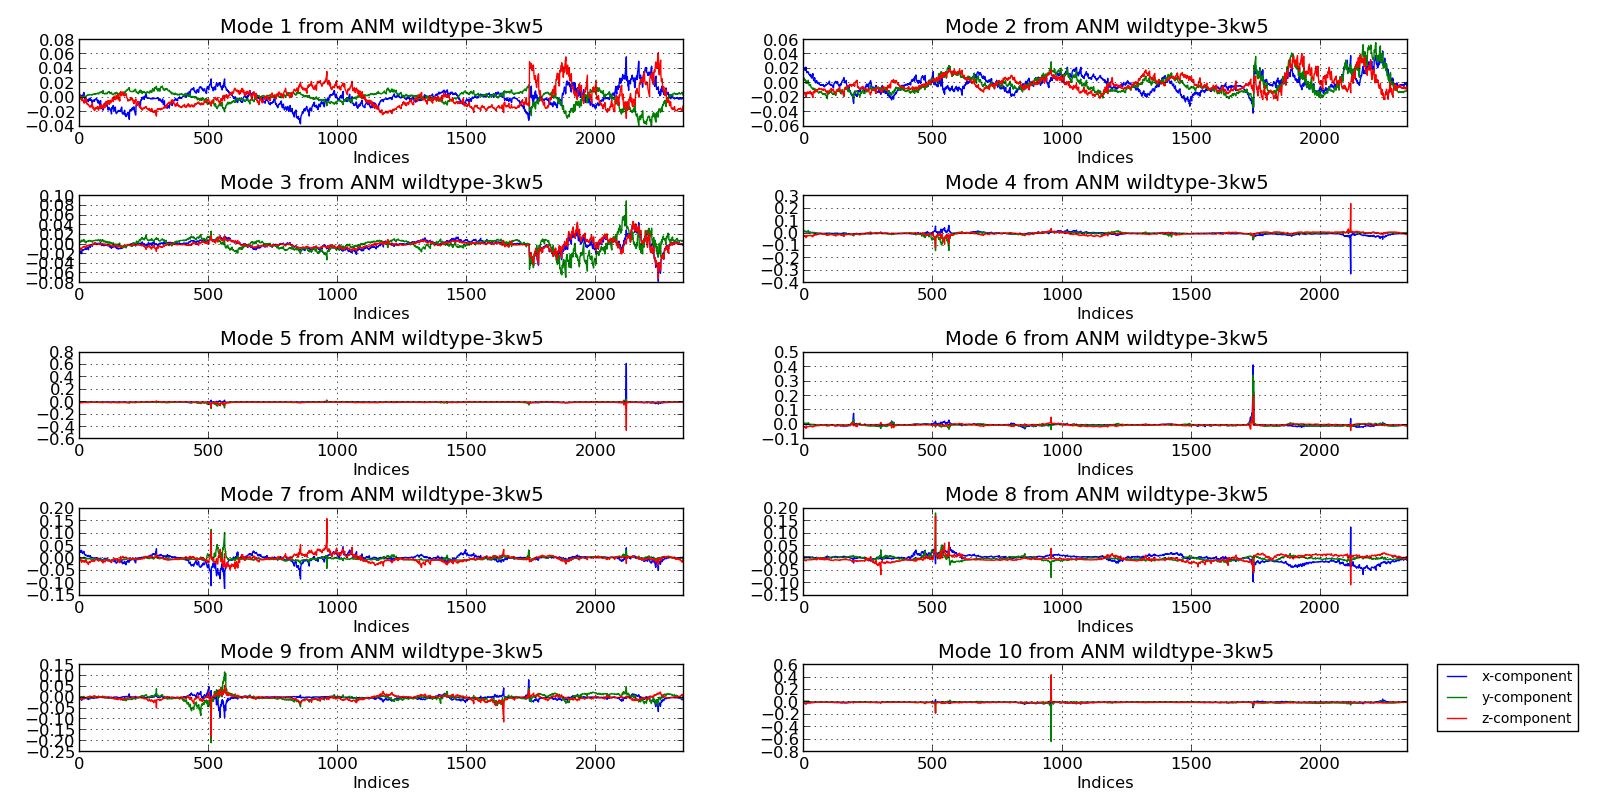 Mode 1 from ANM wildtype-3kw5
0.08
0.06
0.04
0.02
0.00
−0.02
−0.04
0 500 1000 1500 2000
Indices
Mode 2 from ANM wildtype-3kw5
0.06
0.04
0.02
0.00
−0.02
−0.04
−0.06
0 500 1000 1500 2000
Indices
Mode 3 from ANM wildtype-3kw5
0.10
0.08
0.06
0.04
0.02
0.00
−0.02
−0.04
−0.06
−0.08
0 500 1000 1500 2000
Indices
Mode 4 from ANM wildtype-3kw5
0.3
0.2
0.1
0.0
−0.1
−0.2
−0.3
−0.4
0 500 1000 1500 2000
Indices
Mode 5 from ANM wildtype-3kw5
0.8
0.6
0.4
0.2
0.0
−0.2
−0.4
−0.6
0 500 1000 1500 2000
Indices
Mode 6 from ANM wildtype-3kw5
0.5
0.4
0.3
0.2
0.1
0.0
−0.1
0 500 1000 1500 2000
Indices
Mode 7 from ANM wildtype-3kw5
0.20
0.15
0.10
0.05
0.00
−0.05
−0.10
−0.15
0 500 1000 1500 2000
Indices
Mode 8 from ANM wildtype-3kw5
0.20
0.15
0.10
0.05
0.00
−0.05
−0.10
−0.15
0 500 1000 1500 2000
Indices
Mode 9 from ANM wildtype-3kw5
0.15
0.10
0.05
0.00
−0.05
−0.10
−0.15
−0.20
−0.25
0 500 1000 1500 2000
Indices
Mode 10 from ANM wildtype-3kw5
0.6
0.4
0.2
0.0
−0.2
−0.4
−0.6
−0.8
0 500 1000 1500 2000
Indices
x-component
y-component
z-component